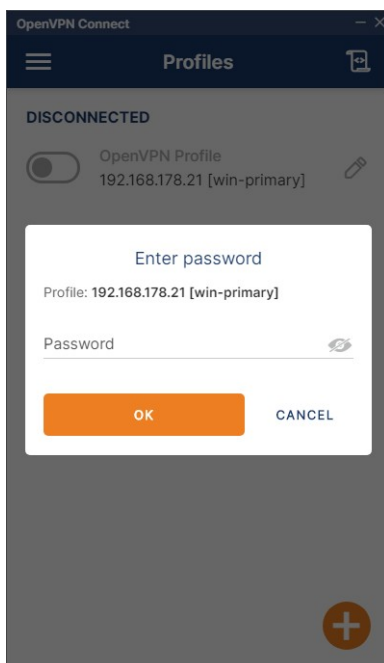 OpenVPN Connect
Profiles
DISCONNECTED
OpenVPN Profile
192.168.178.21 [win-primary]
Enter password
Profile: 192.168.178.21 [win-primary]
Password
OK CANCEL